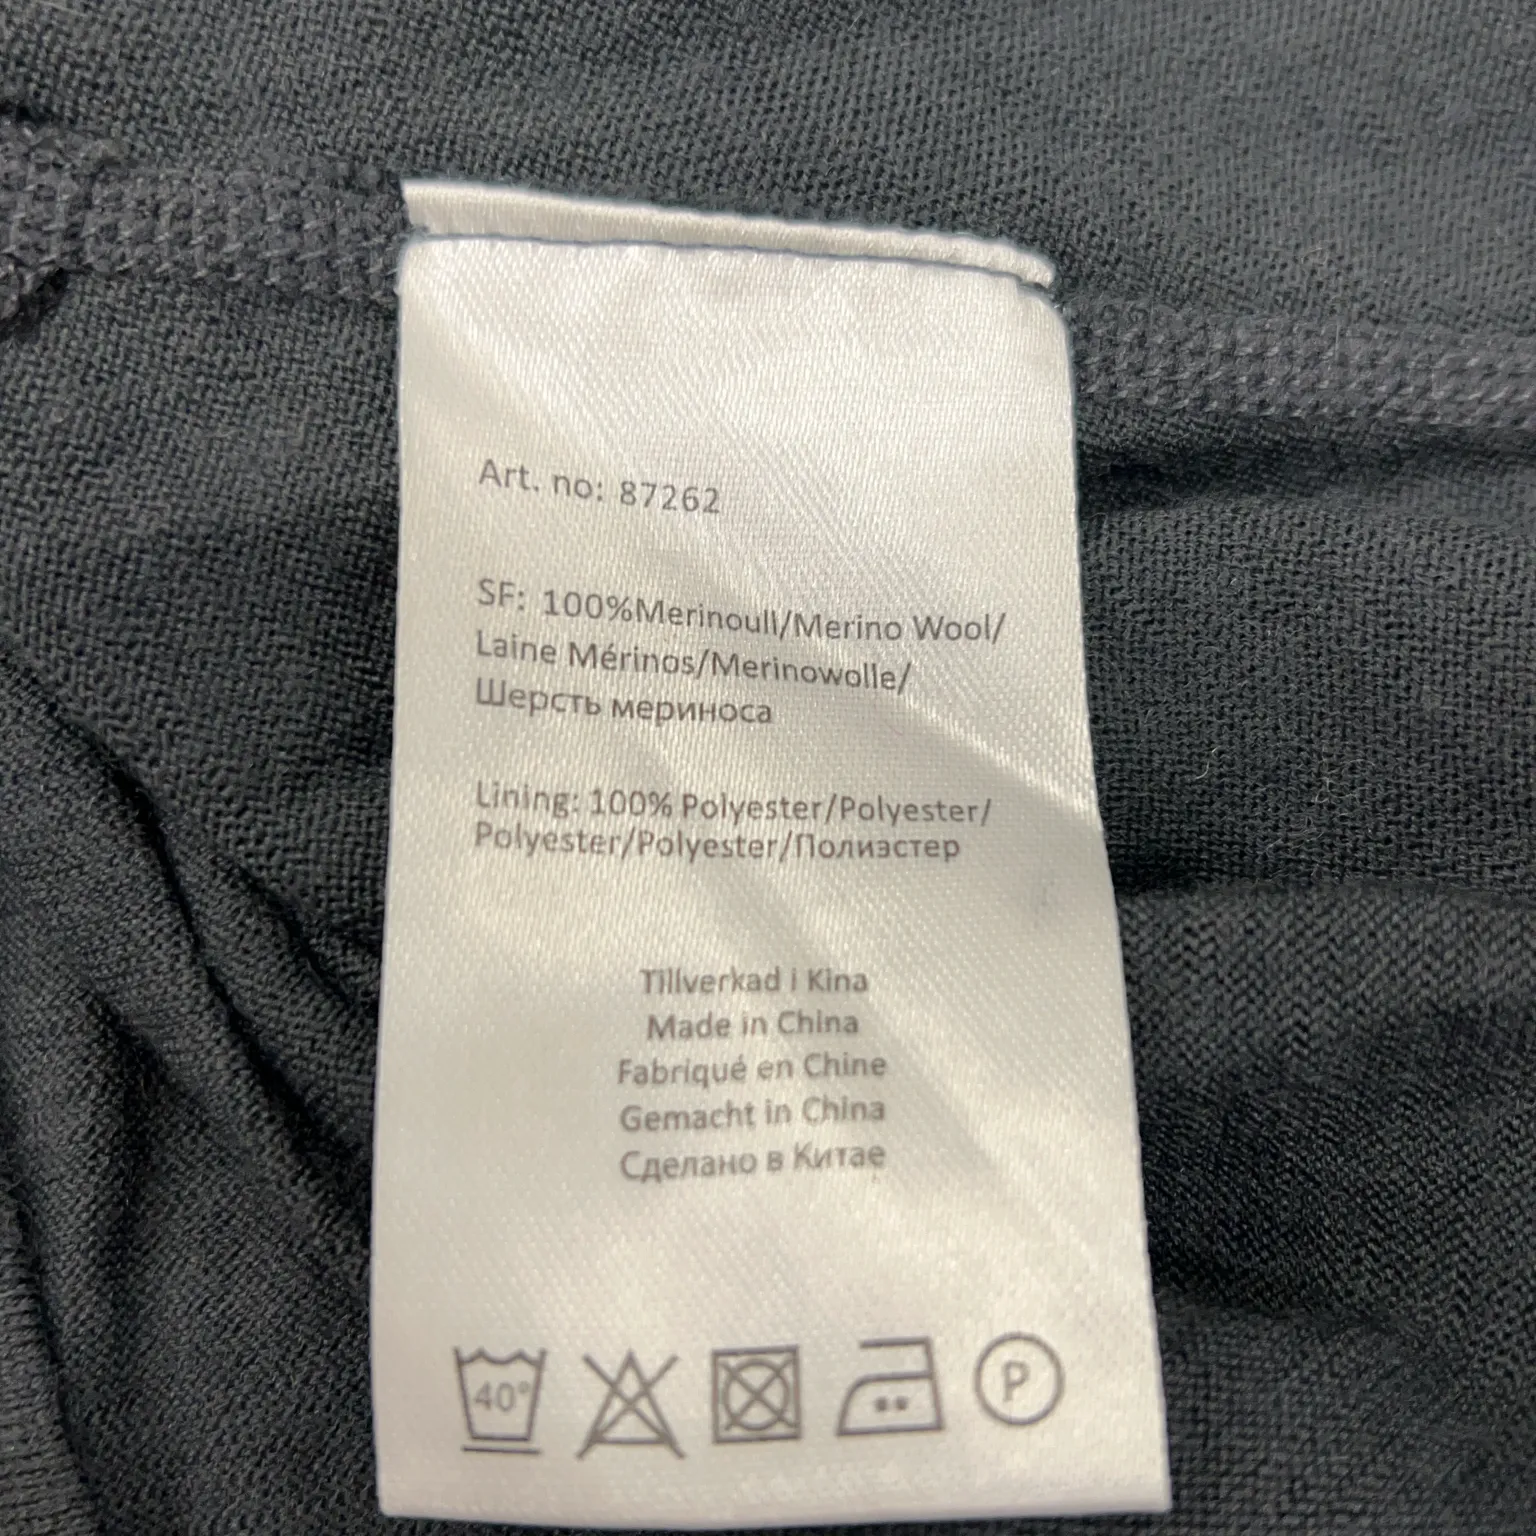 Art. no: 87262
SF: 100%Merinoull/Merino Wool/
Laine Mérinos/Merinowolle/
Шерсть мериноса
Lining: 100% Polyester/Polyester/
Polyester/Polyester/Полиэстер
Tillverkad i Kina
Made in China
Fabriqué en Chine
Gemacht in China
Сделано в Китае
40°
P